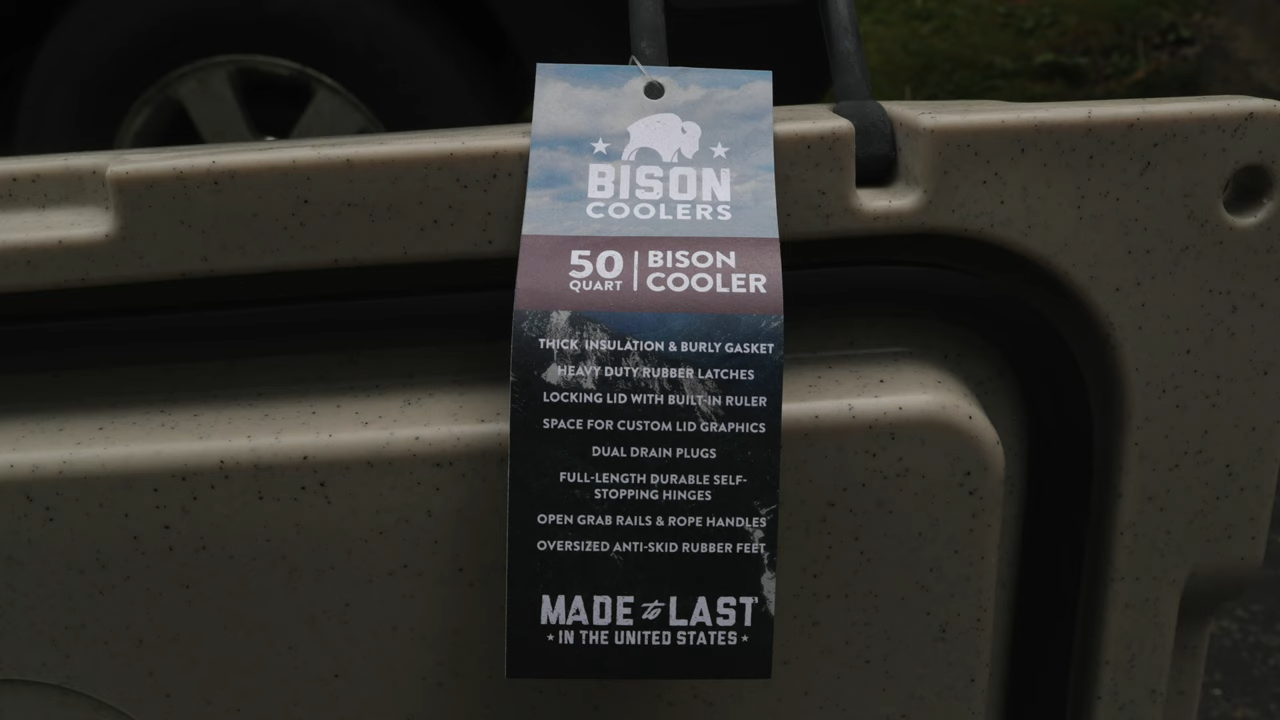 BISON
COOLERS
50
QUART
BISON
COOLER
THICK INSULATION & BURLY GASKET
HEAVY DUTY RUBBER LATCHES
LOCKING LID WITH BUILT-IN RULER
SPACE FOR CUSTOM LID GRAPHICS
DUAL DRAIN PLUGS
FULL-LENGTH DURABLE SELF-
STOPPING HINGES
OPEN GRAB RAILS & ROPE HANDLES
OVERSIZED ANTI-SKID RUBBER FEET
MADE to LAST
IN THE UNITED STATES